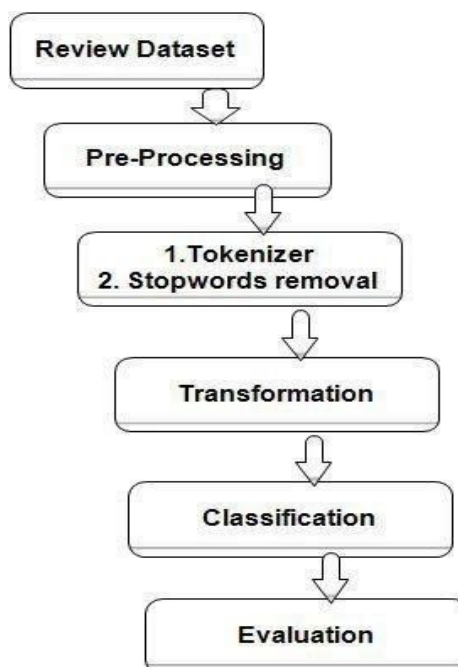 Review Dataset
Pre-Processing
1.Tokenizer
2. Stopwords removal
Transformation
Classification
Evaluation